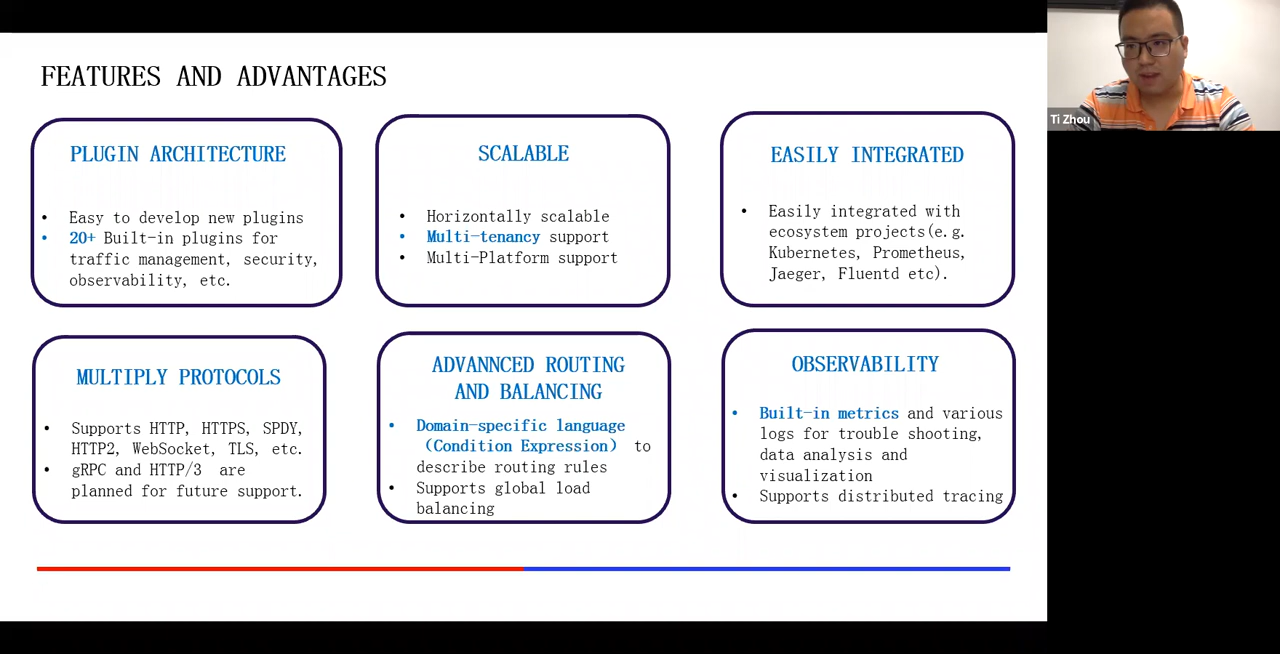 FEATURES AND ADVANTAGES
PLUGIN ARCHITECTURE
• Easy to develop new plugins
• 20+ Built-in plugins for
traffic management, security,
observability, etc.
SCALABLE
• Horizontally scalable
• Multi-tenancy support
• Multi-Platform support
EASILY INTEGRATED
• Easily integrated with
ecosystem projects(e.g.
Kubernetes, Prometheus,
Jaeger, Fluentd etc).
MULTIPLY PROTOCOLS
• Supports HTTP, HTTPS, SPDY,
HTTP2, WebSocket, TLS, etc.
• gRPC and HTTP/3 are
planned for future support.
ADVANNCED ROUTING
AND BALANCING
• Domain-specific language
（Condition Expression） to
describe routing rules
• Supports global load
balancing
OBSERVABILITY
• Built-in metrics and various
logs for trouble shooting,
data analysis and
visualization
• Supports distributed tracing
Ti Zhou